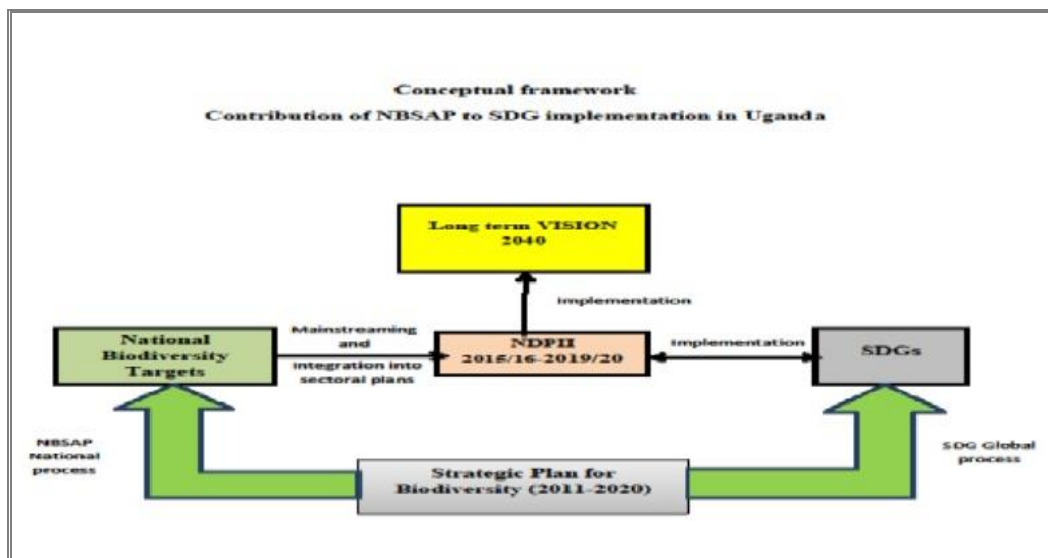 Conceptual framework
Contribution of NBSAP to SDG implementation in Uganda
Long term VISION
2040
Implementation
National
Biodiversity
Targets
Mainstreaming
and
integration into
sectoral plans
NDPII
2015/16-2019/20
Implementation
SDGs
NBSAP
National
process
Strategic Plan for
Biodiversity (2011-2020)
SDG Global
process